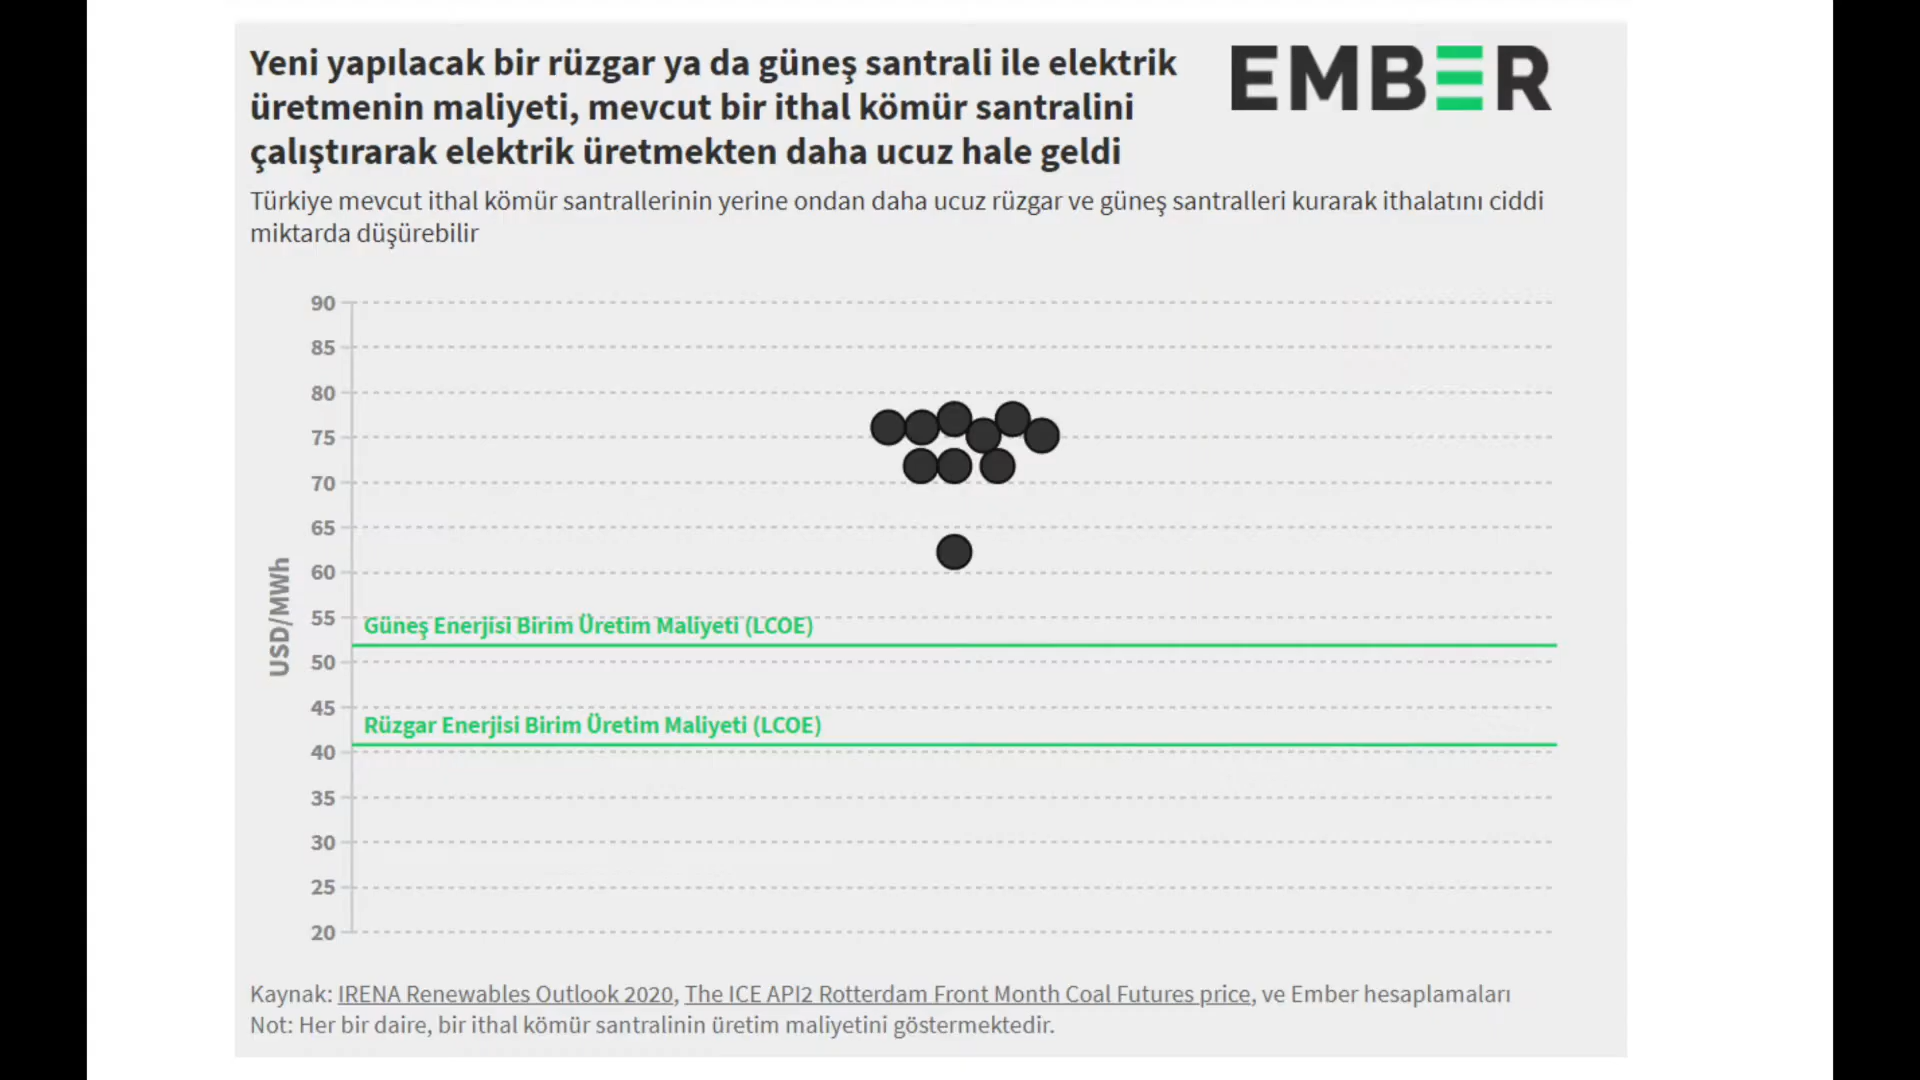 Yeni yapılacak bir rüzgar ya da güneş santrali ile elektrik
üretmenin maliyeti, mevcut bir ithal kömür santralini
çalıştırarak elektrik üretmekten daha ucuz hale geldi
EMBER
Türkiye mevcut ithal kömür santrallerinin yerine ondan daha ucuz rüzgar ve güneş santralleri kurarak ithalatını ciddi
miktarda düşürebilir
90
85
80
75
70
65
60
55
50
45
40
35
30
25
20
USD/MWh
Güneş Enerjisi Birim Üretim Maliyeti (LCOE)
Rüzgar Enerjisi Birim Üretim Maliyeti (LCOE)
Kaynak: IRENA Renewables Outlook 2020, The ICE API2 Rotterdam Front Month Coal Futures price, ve Ember hesaplamaları
Not: Her bir daire, bir ithal kömür santralinin üretim maliyetini göstermektedir.